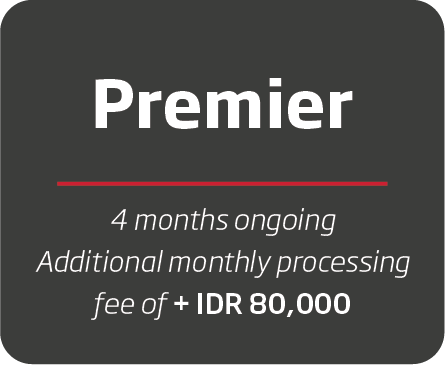 Premier
4 months ongoing
Additional monthly processing
fee of + IDR 80,000